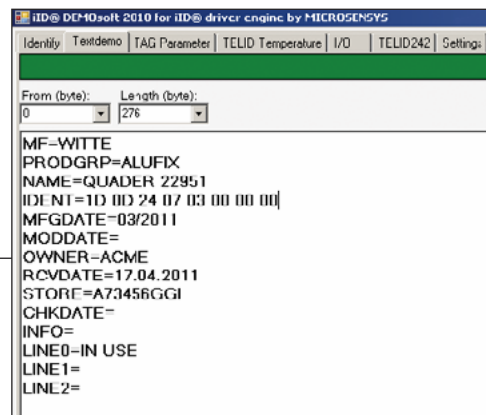 iID® DEMOsoft 2010 for iID® driver engine by MICROSENSYS
Identify Textdemo TAG Parameter TELID Temperature I/O TELID242 Settings
From (byte): Length (byte):
0 276
MF=WITTE
PRODGRP=ALUFIX
NAME=QUADER 22951
IDENT=1D 0D 24 07 03 00 00 00
MFGDATE=03/2011
MODDATE=
OWNER=ACME
RCVDATE=17.04.2011
STORE=A73456GGI
CHKDATE=
INFO=
LINE0=IN USE
LINE1=
LINE2=